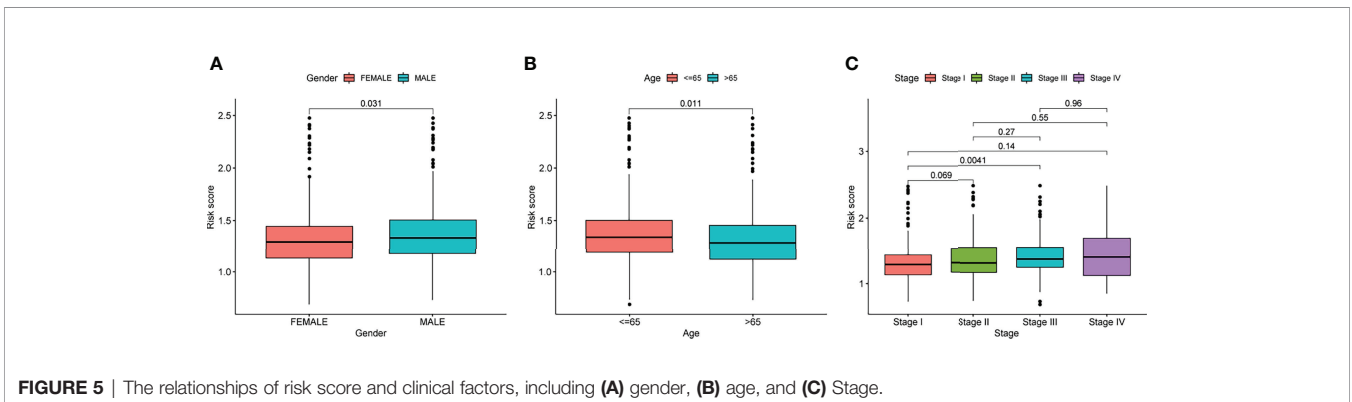 A
Gender FEMALE MALE
0.031
2.5
2.0
1.5
1.0
Risk score
FEMALE MALE
Gender
B
Age <=65 >65
0.011
2.5
2.0
1.5
1.0
Risk score
<=65 >65
Age
C
Stage Stage I Stage II Stage III Stage IV
0.96
0.55
0.27
0.14
0.0041
0.069
3
2
1
Risk score
Stage I Stage II Stage III Stage IV
Stage
FIGURE 5 | The relationships of risk score and clinical factors, including (A) gender, (B) age, and (C) Stage.